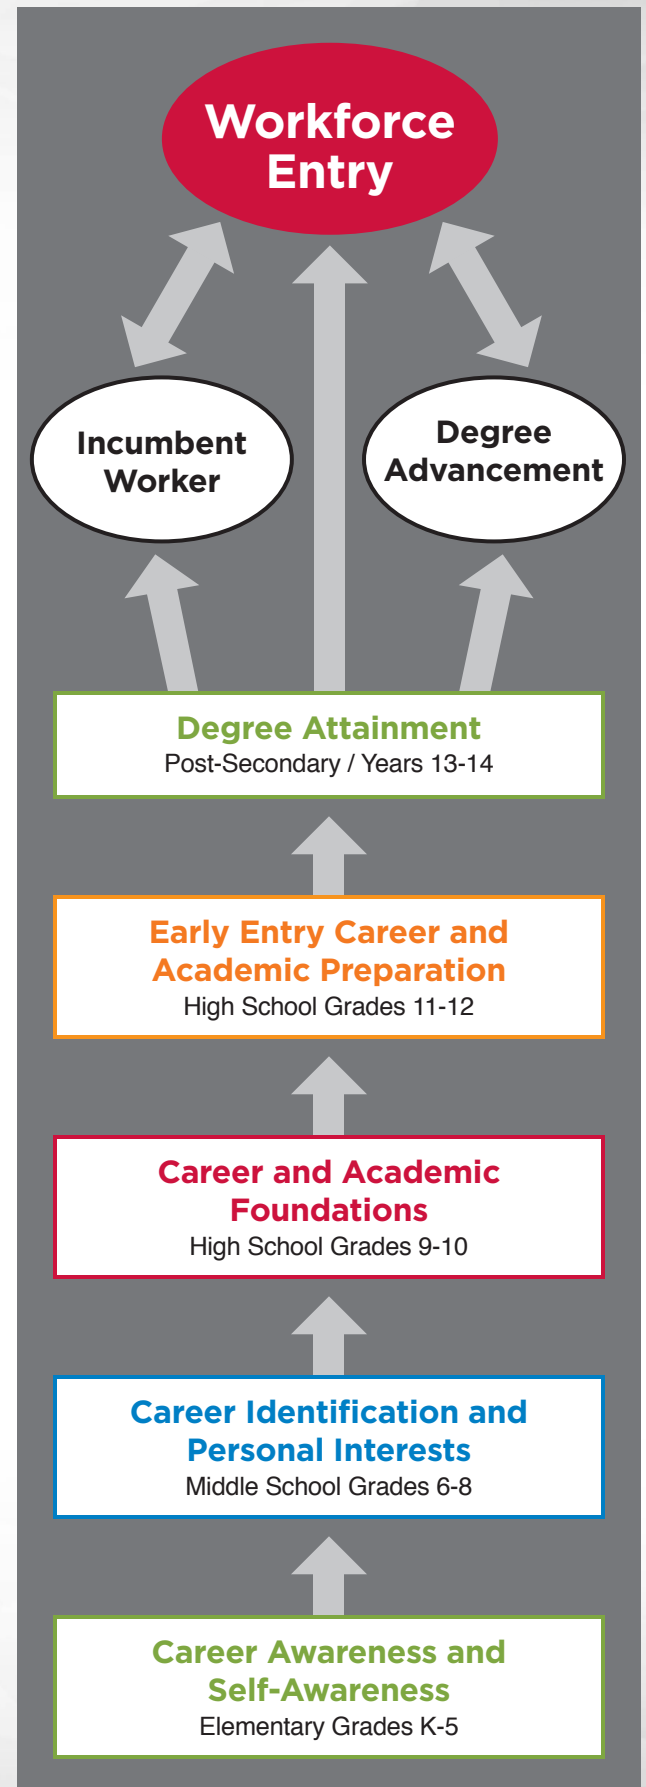 Workforce
Entry
Incumbent
Worker
Degree
Advancement
Degree Attainment
Post-Secondary / Years 13-14
Early Entry Career and
Academic Preparation
High School Grades 11-12
Career and Academic
Foundations
High School Grades 9-10
Career Identification and
Personal Interests
Middle School Grades 6-8
Career Awareness and
Self-Awareness
Elementary Grades K-5